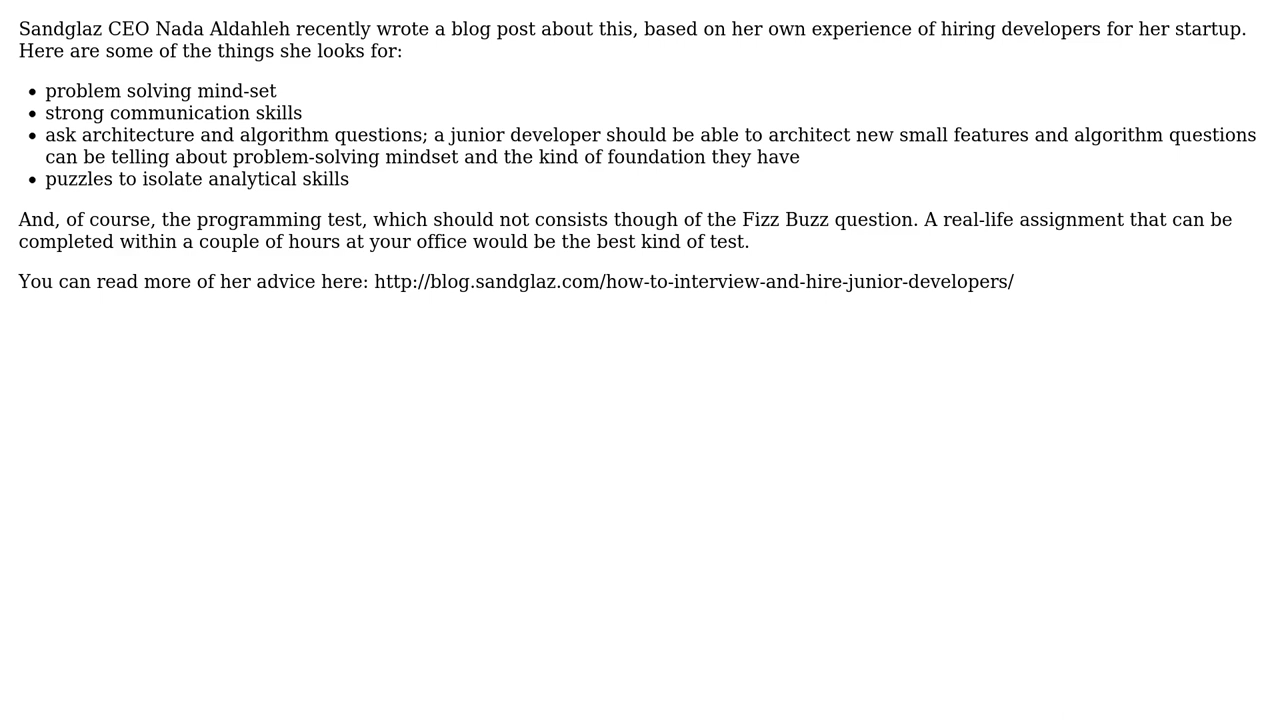 Sandglaz CEO Nada Aldahleh recently wrote a blog post about this, based on her own experience of hiring developers for her startup.
Here are some of the things she looks for:
• problem solving mind-set
• strong communication skills
• ask architecture and algorithm questions; a junior developer should be able to architect new small features and algorithm questions
can be telling about problem-solving mindset and the kind of foundation they have
• puzzles to isolate analytical skills
And, of course, the programming test, which should not consists though of the Fizz Buzz question. A real-life assignment that can be
completed within a couple of hours at your office would be the best kind of test.
You can read more of her advice here: http://blog.sandglaz.com/how-to-interview-and-hire-junior-developers/